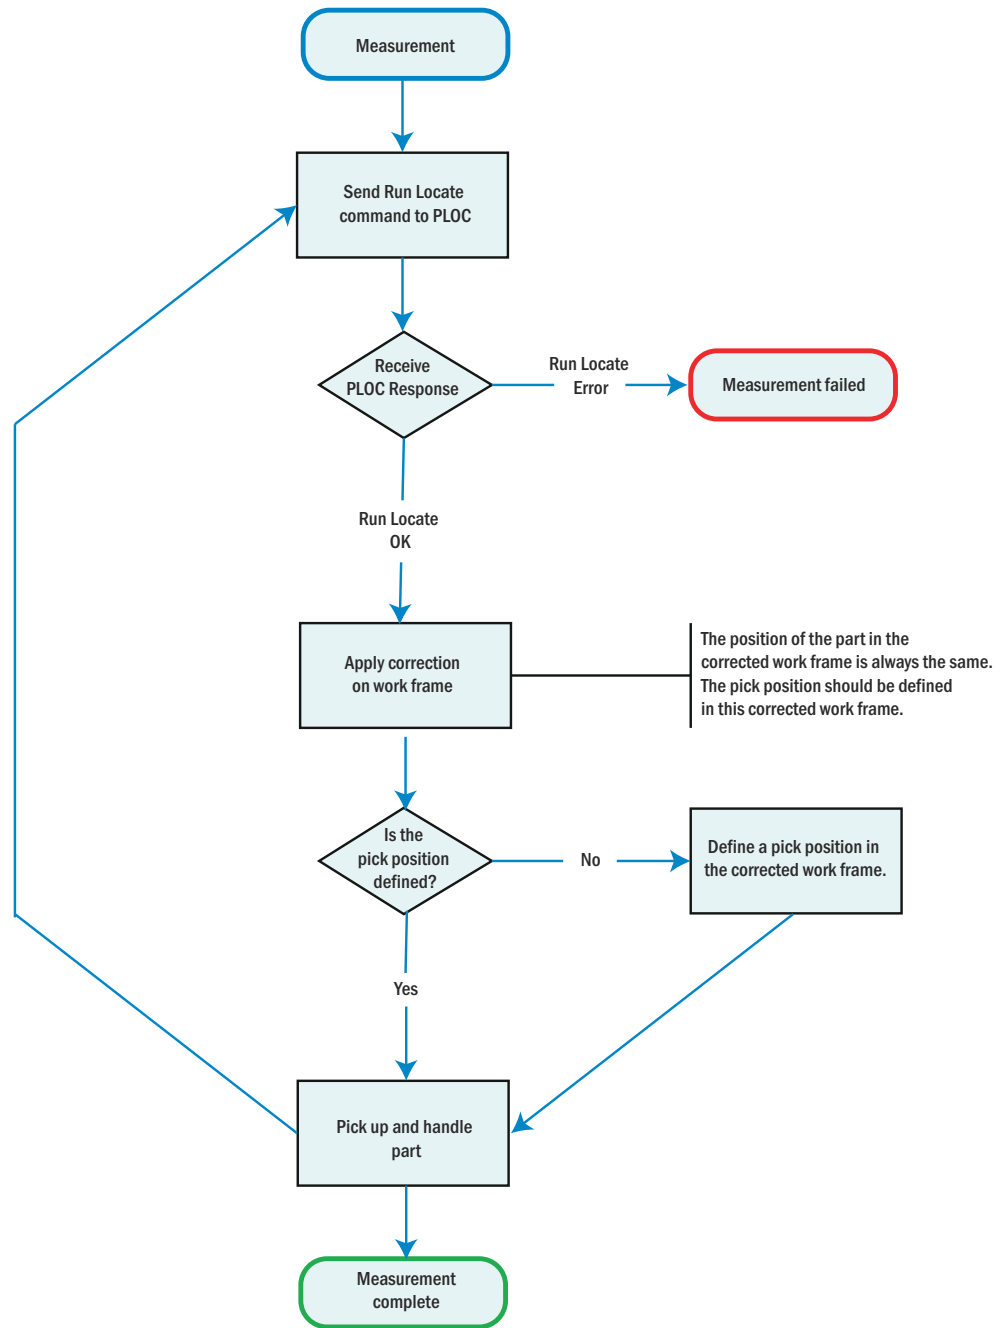 Measurement
Send Run Locate
command to PLOC
Receive
PLOC Response
Run Locate
Error
Measurement failed
Run Locate
OK
Apply correction
on work frame
The position of the part in the
corrected work frame is always the same.
The pick position should be defined
in this corrected work frame.
Is the
pick position
defined?
No
Define a pick position in
the corrected work frame.
Yes
Pick up and handle
part
Measurement
complete